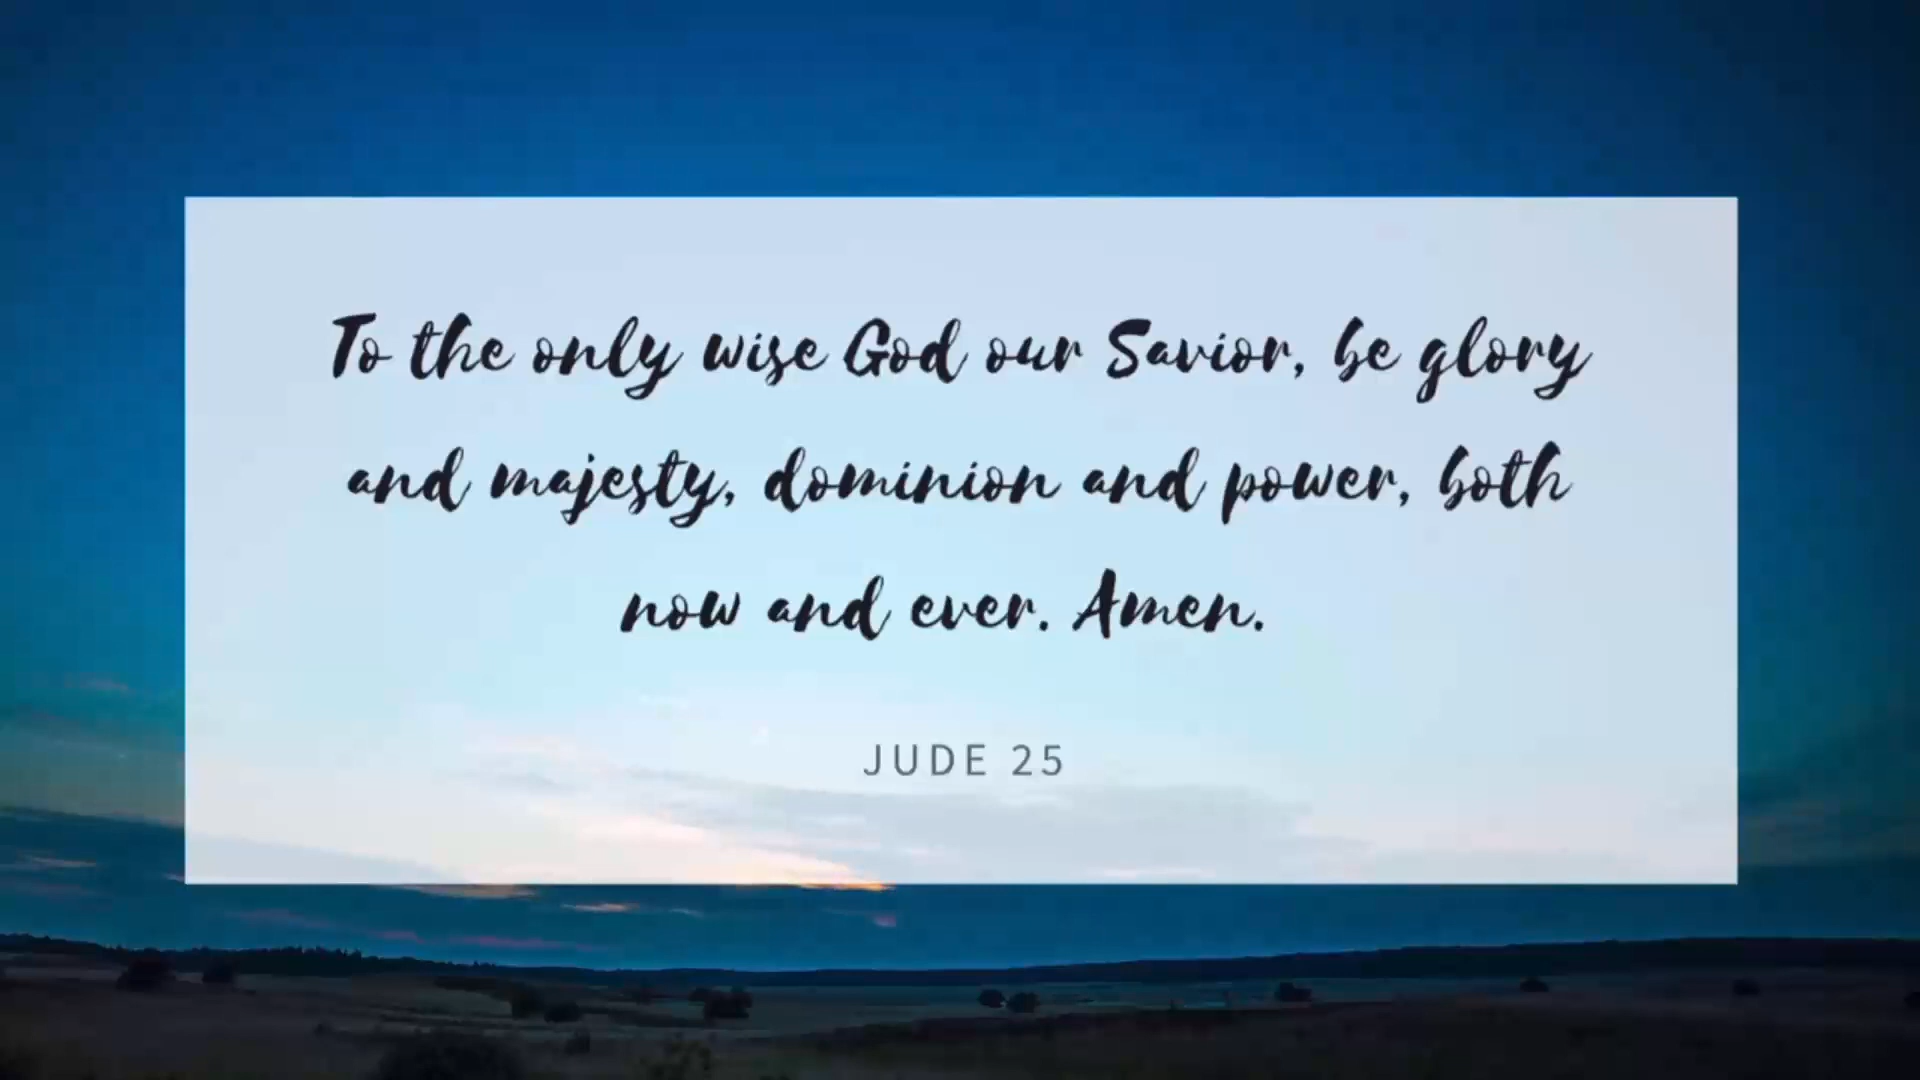 To the only wise God our Savior, be glory
and majesty, dominion and power, both
now and ever. Amen.
JUDE 25